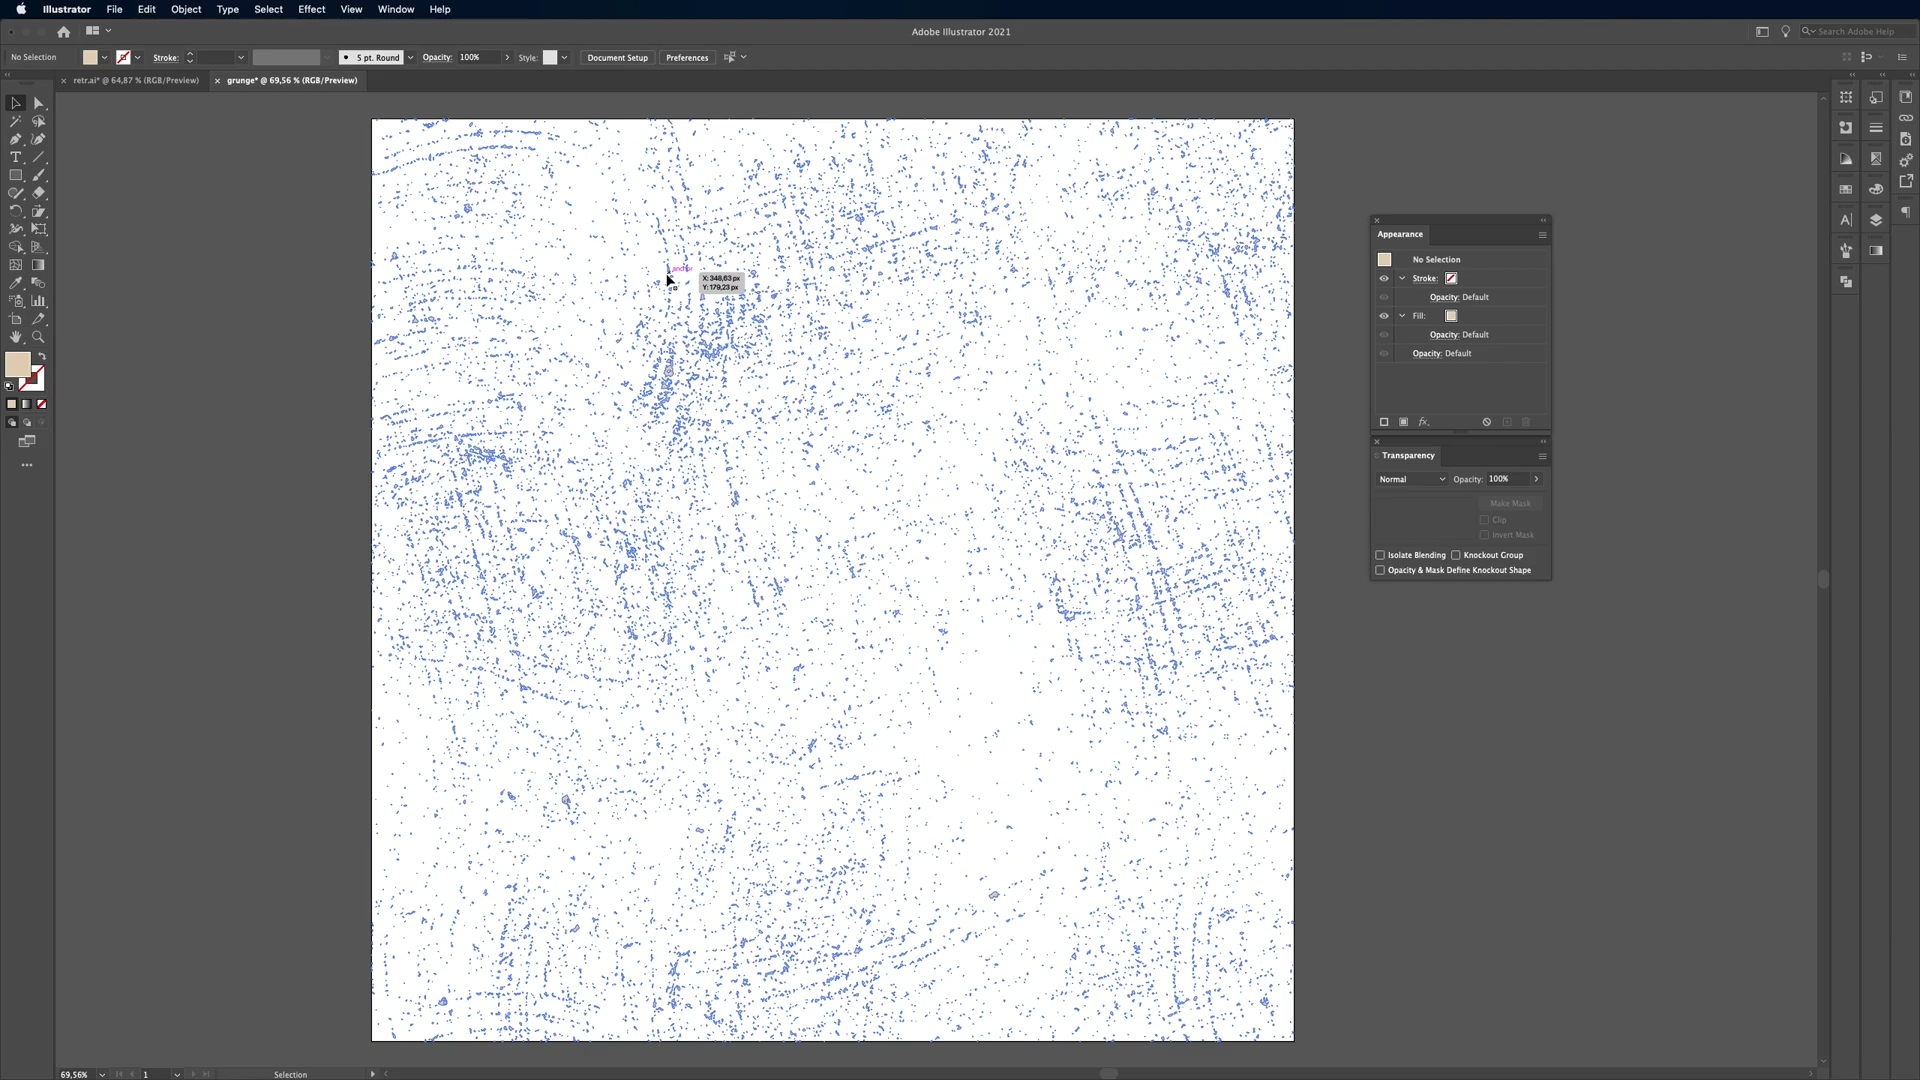 Illustrator File Edit Object Type Select Effect View Window Help
Adobe Illustrator 2021
Search Adobe Help
No Selection
Stroke:
5 pt. Round
Opacity: 100%
Style:
Document Setup
Preferences
retr.ai* @ 64,87 % (RGB/Preview)
grunge* @ 69,56 % (RGB/Preview)
anchor
X: 348,63 px
Y: 179,23 px
Appearance
No Selection
Stroke:
Opacity: Default
Fill:
Opacity: Default
Opacity: Default
fx
Transparency
Normal
Opacity: 100%
Make Mask
Clip
Invert Mask
Isolate Blending
Knockout Group
Opacity & Mask Define Knockout Shape
69,56%
1
Selection